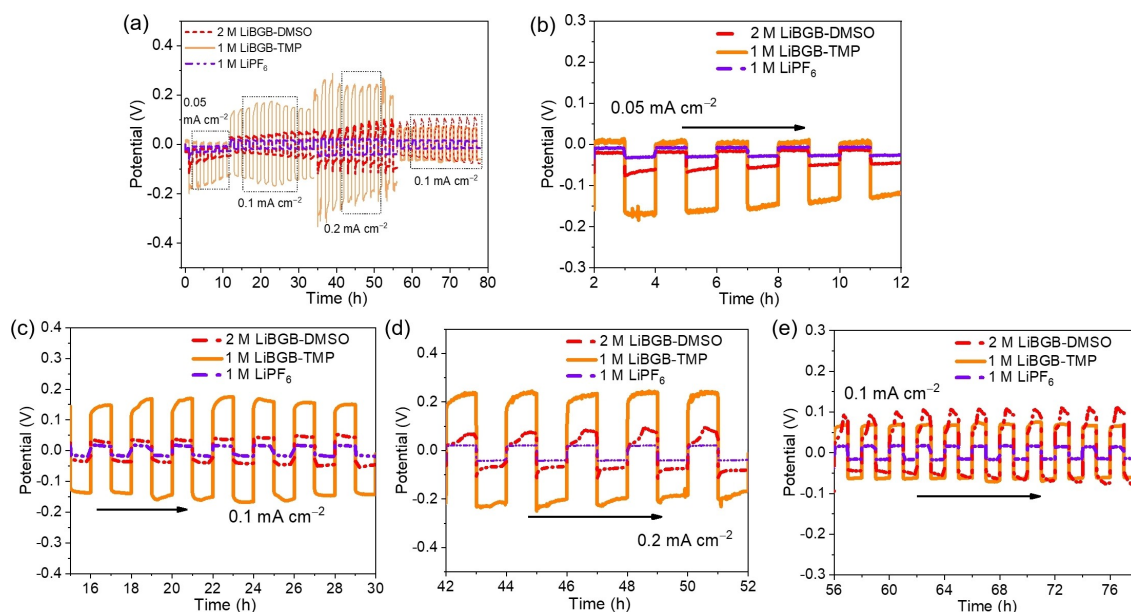 (a)
0.4
0.2
0.0
-0.2
-0.4
Potential (V)
2 M LiBGB-DMSO
1 M LiBGB-TMP
1 M LiPF₆
0.05
mA cm⁻²
0.1 mA cm⁻²
0.2 mA cm⁻²
0.1 mA cm⁻²
0 10 20 30 40 50 60 70 80
Time (h)
(b)
0.3
0.2
0.1
0.0
-0.1
-0.2
-0.3
Potential (V)
2 M LiBGB-DMSO
1 M LiBGB-TMP
1 M LiPF₆
0.05 mA cm⁻²
2 4 6 8 10 12
Time (h)
(c)
0.4
0.3
0.2
0.1
0.0
-0.1
-0.2
-0.3
-0.4
Potential (V)
2 M LiBGB-DMSO
1 M LiBGB-TMP
1 M LiPF₆
0.1 mA cm⁻²
16 18 20 22 24 26 28 30
Time (h)
(d)
0.4
0.2
0.0
-0.2
-0.4
Potential (V)
2 M LiBGB-DMSO
1 M LiBGB-TMP
1 M LiPF₆
0.2 mA cm⁻²
42 44 46 48 50 52
Time (h)
(e)
0.3
0.2
0.1
0.0
-0.1
-0.2
-0.3
Potential (V)
2 M LiBGB-DMSO
1 M LiBGB-TMP
1 M LiPF₆
0.1 mA cm⁻²
56 60 64 68 72 76
Time (h)